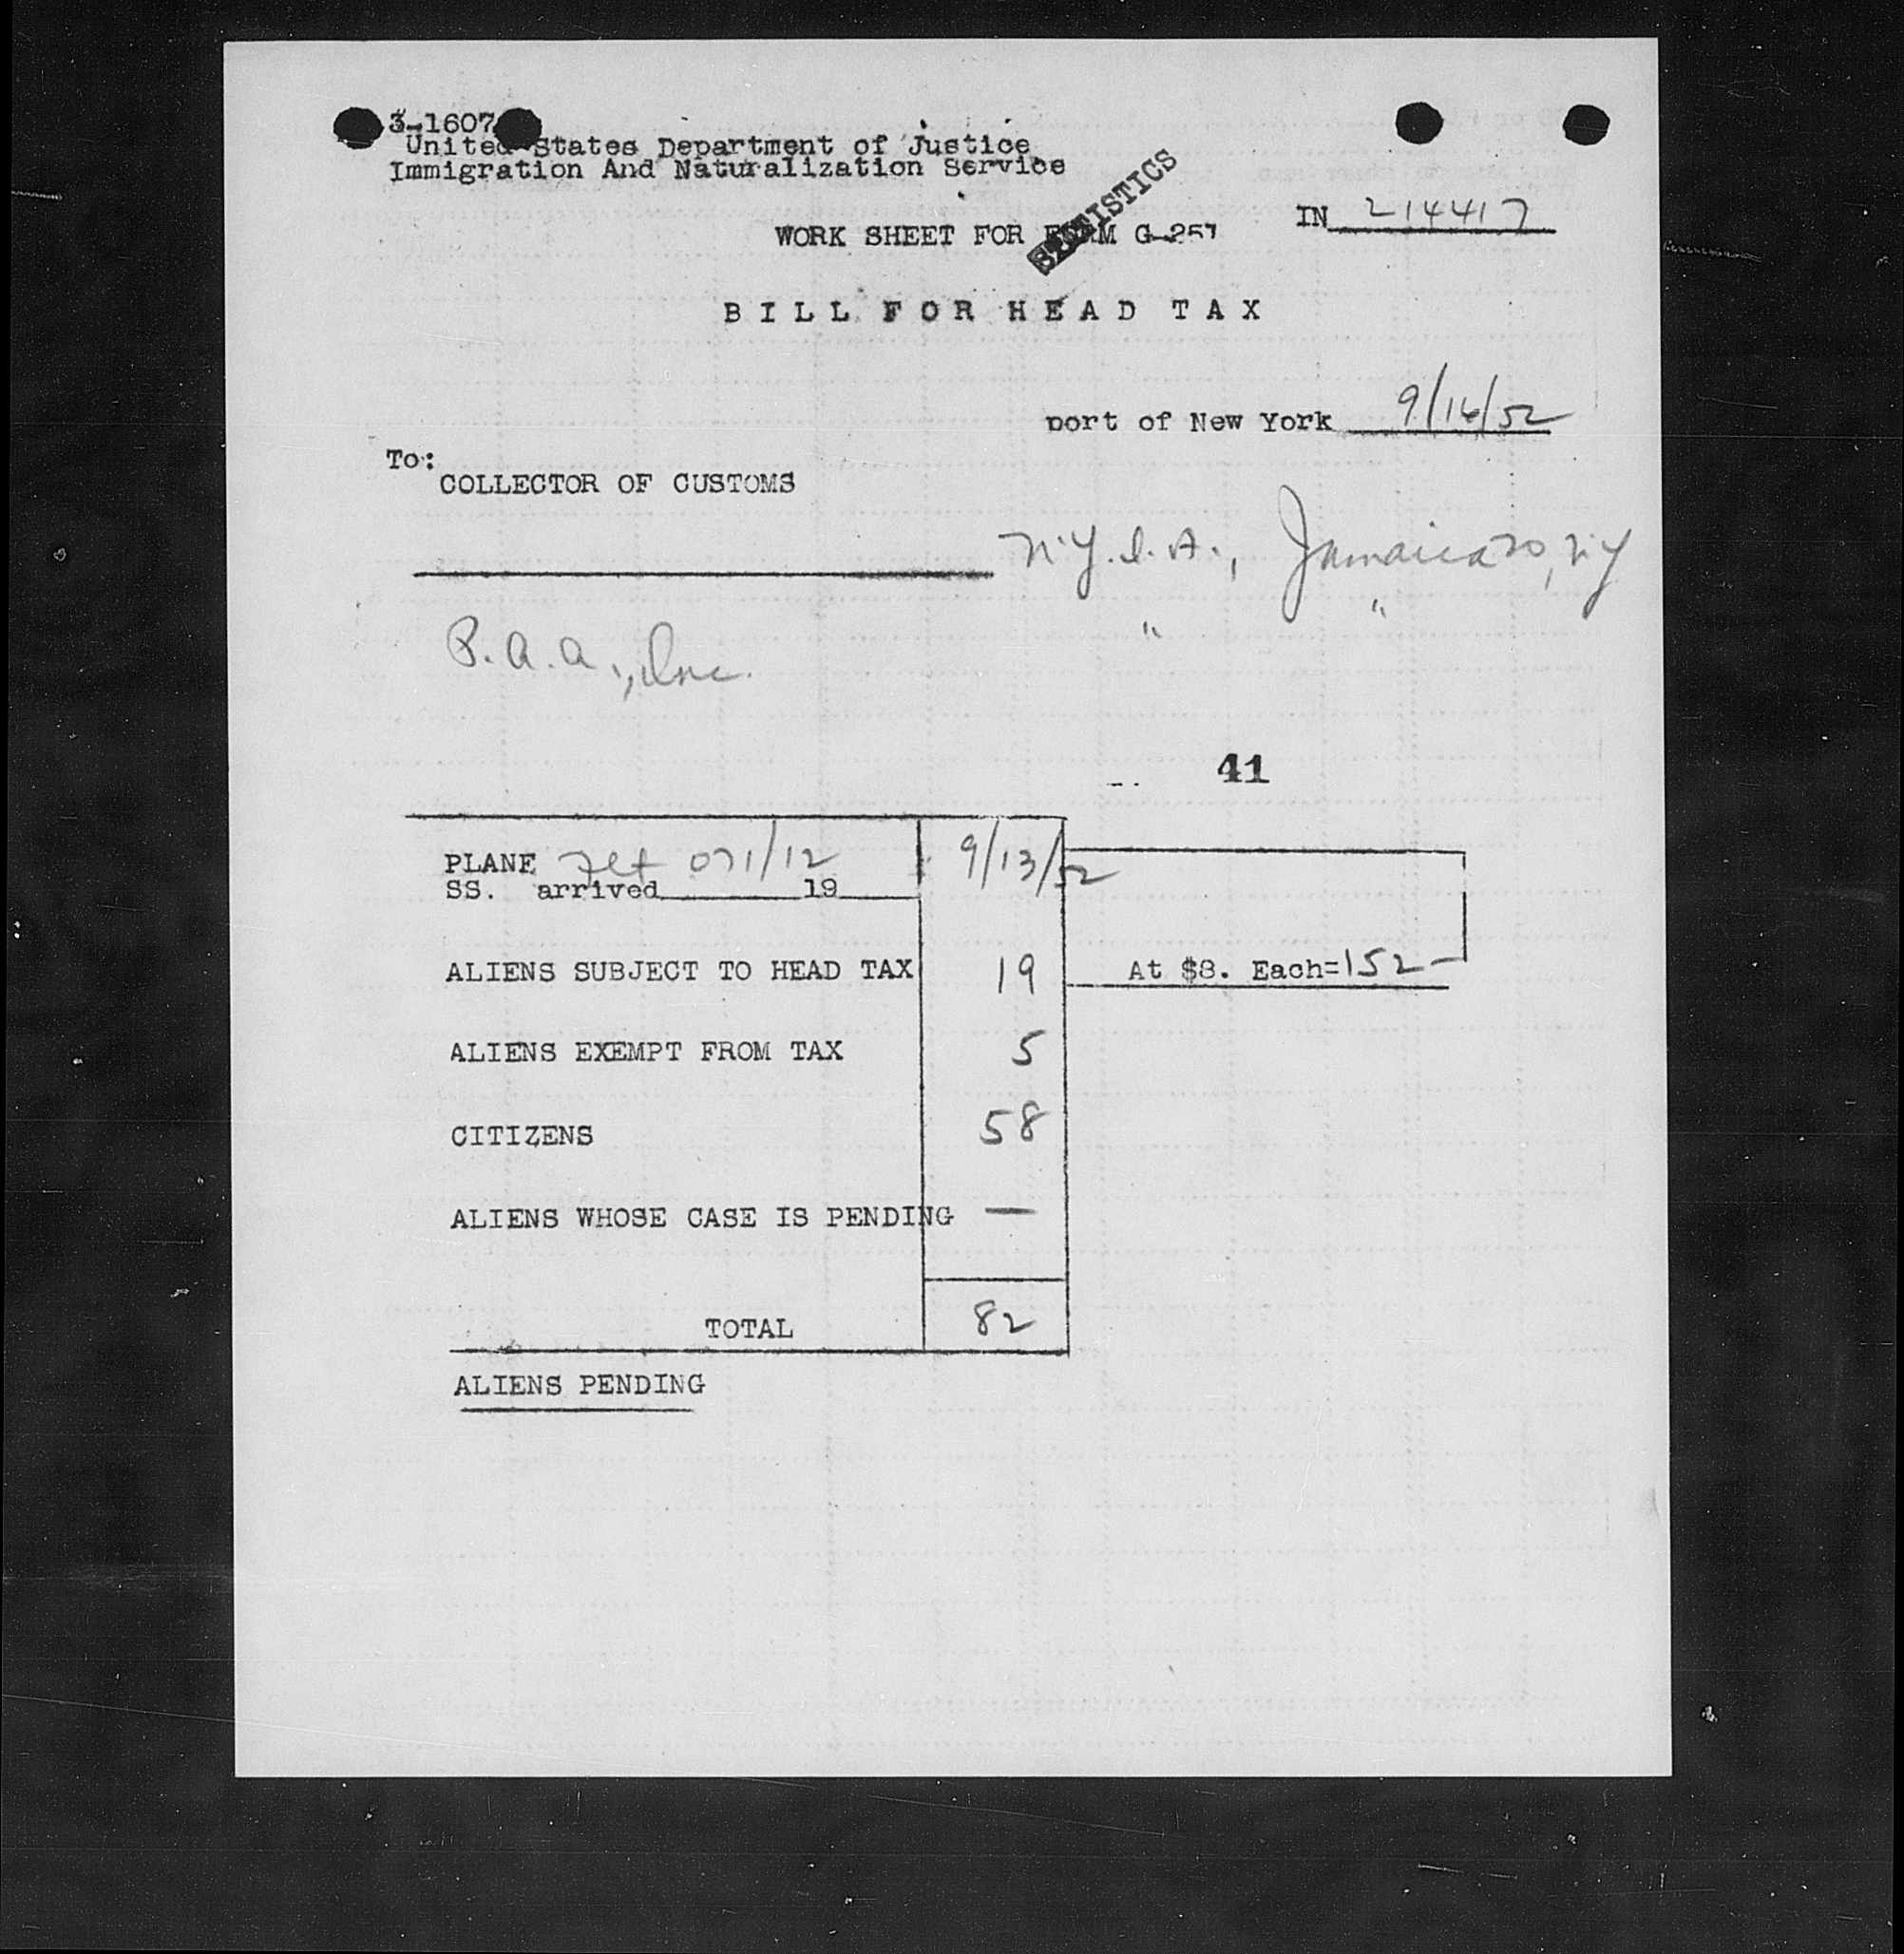 3-1607
United States Department of Justice
Immigration And Naturalization Service
STATISTICS
WORK SHEET FOR FORM G-257
IN 214417
BILL FOR HEAD TAX
port of New York 9/16/52
To:
COLLECTOR OF CUSTOMS
N.Y.I.A., Jamaica 30, NY
" "
P.A.A., Inc.
41
PLANE Flt 071/12 9/13/52
SS. arrived 19
ALIENS SUBJECT TO HEAD TAX 19 At $8. Each=152-
ALIENS EXEMPT FROM TAX 5
CITIZENS 58
ALIENS WHOSE CASE IS PENDING —
TOTAL 82
ALIENS PENDING